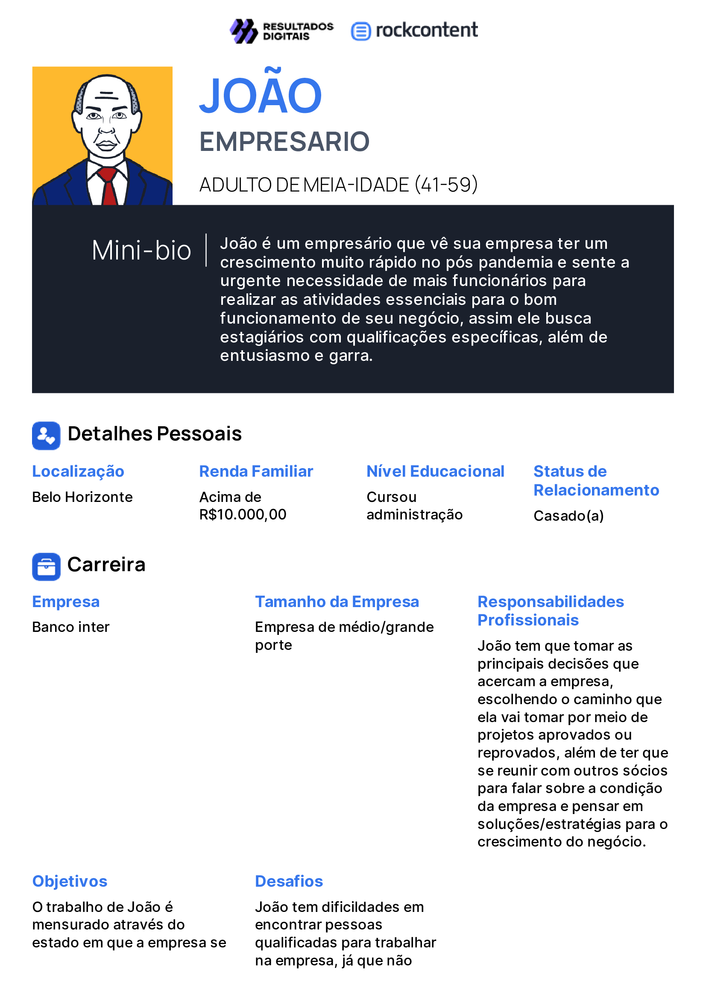 RESULTADOS
DIGITAIS
rockcontent
JOÃO
EMPRESARIO
ADULTO DE MEIA-IDADE (41-59)
Mini-bio
João é um empresário que vê sua empresa ter um
crescimento muito rápido no pós pandemia e sente a
urgente necessidade de mais funcionários para
realizar as atividades essenciais para o bom
funcionamento de seu negócio, assim ele busca
estagiários com qualificações específicas, além de
entusiasmo e garra.
Detalhes Pessoais
Localização
Belo Horizonte
Renda Familiar
Acima de
R$10.000,00
Nível Educacional
Cursou
administração
Status de
Relacionamento
Casado(a)
Carreira
Empresa
Banco inter
Tamanho da Empresa
Empresa de médio/grande
porte
Responsabilidades
Profissionais
João tem que tomar as
principais decisões que
acercam a empresa,
escolhendo o caminho que
ela vai tomar por meio de
projetos aprovados ou
reprovados, além de ter que
se reunir com outros sócios
para falar sobre a condição
da empresa e pensar em
soluções/estratégias para o
crescimento do negócio.
Objetivos
O trabalho de João é
mensurado através do
estado em que a empresa se
Desafios
João tem dificildades em
encontrar pessoas
qualificadas para trabalhar
na empresa, já que não